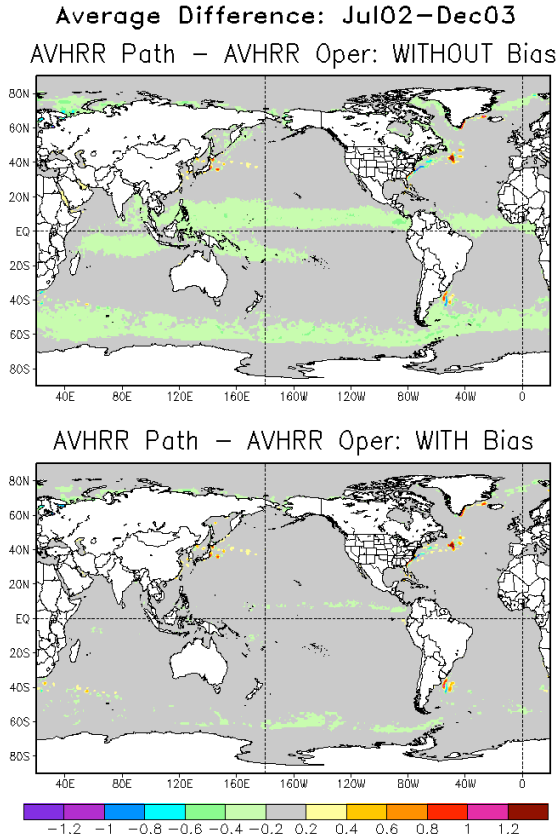 Average Difference: Jul02-Dec03
AVHRR Path - AVHRR Oper: WITHOUT Bias
80N
60N
40N
20N
EQ
20S
40S
60S
80S
40E 80E 120E 160E 160W 120W 80W 40W 0
AVHRR Path - AVHRR Oper: WITH Bias
80N
60N
40N
20N
EQ
20S
40S
60S
80S
40E 80E 120E 160E 160W 120W 80W 40W 0
-1.2 -1 -0.8 -0.6 -0.4 -0.2 0.2 0.4 0.6 0.8 1 1.2